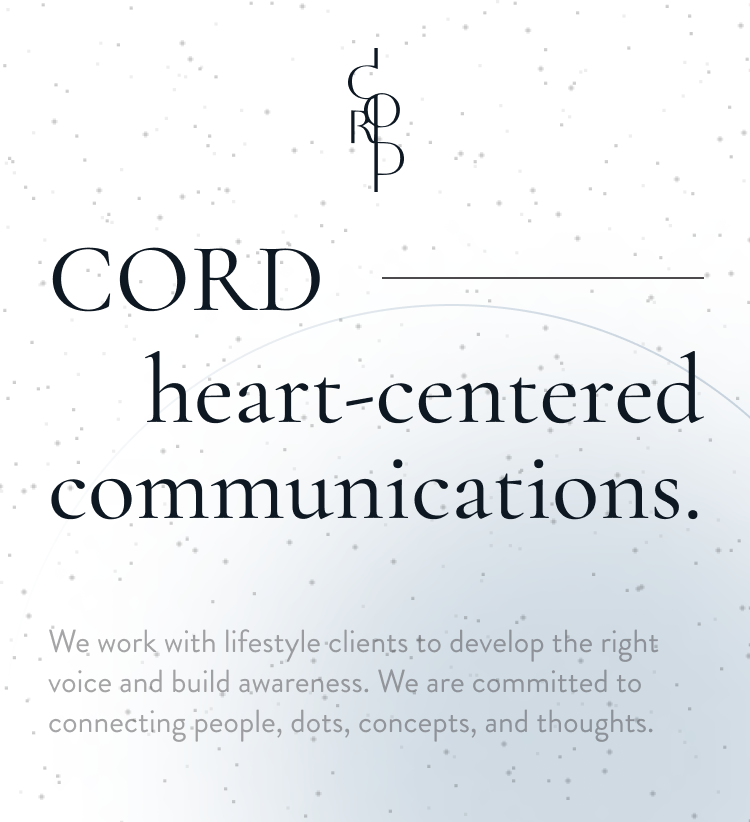 CORD
CORD
heart-centered
communications.
We work with lifestyle clients to develop the right
voice and build awareness. We are committed to
connecting people, dots, concepts, and thoughts.